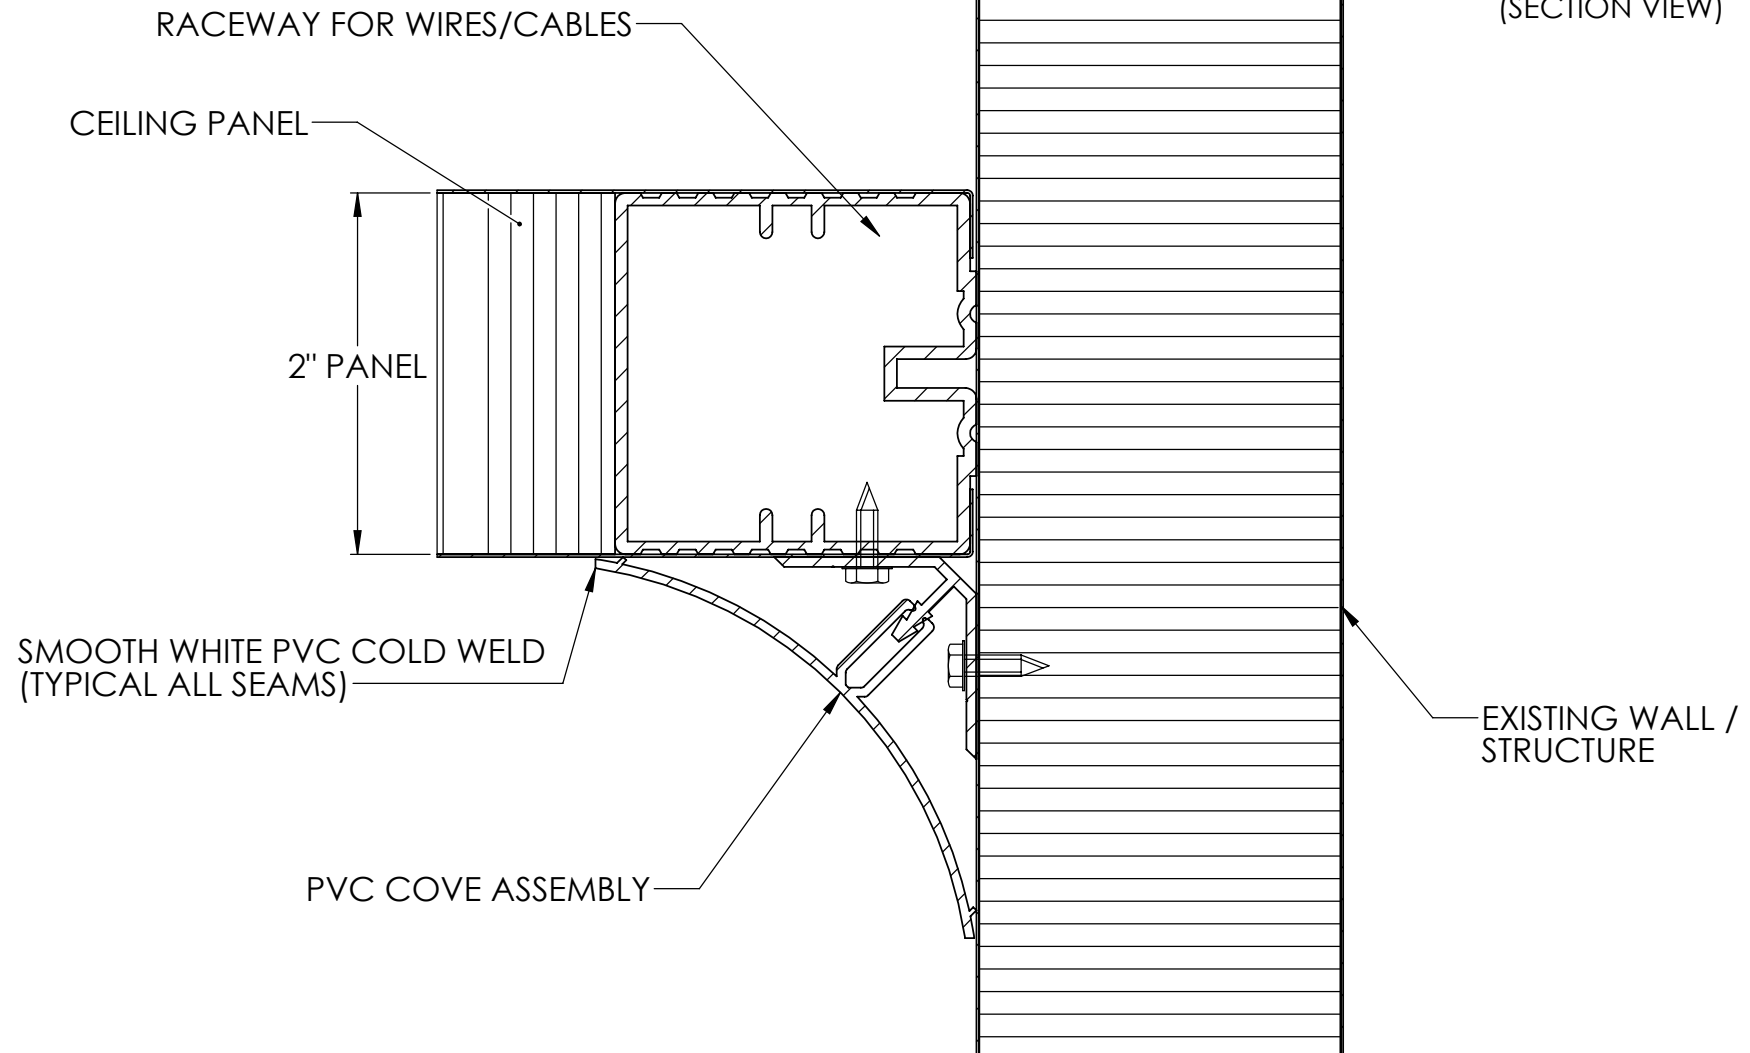 (SECTION VIEW)
RACEWAY FOR WIRES/CABLES
CEILING PANEL
2" PANEL
SMOOTH WHITE PVC COLD WELD
(TYPICAL ALL SEAMS)
EXISTING WALL /
STRUCTURE
PVC COVE ASSEMBLY